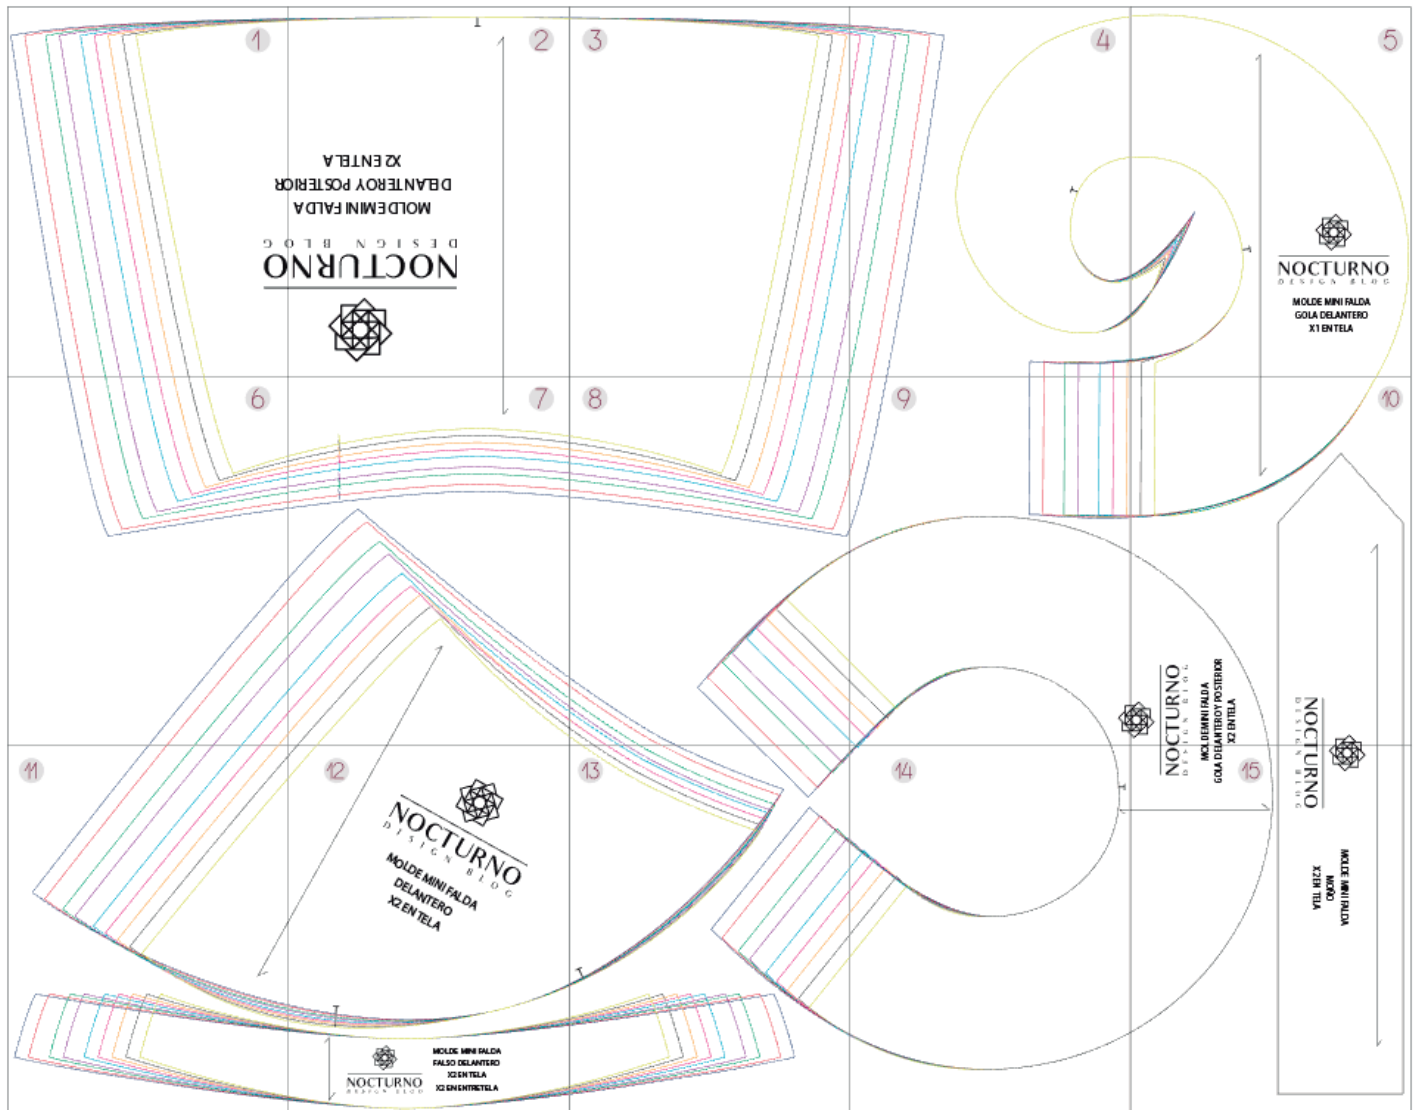 1
2
3
4
5
X2 EN TELA
DELANTERO Y POSTERIOR
MOLDE MINI FALDA
DESIGN BLOG
NOCTURNO
NOCTURNO
DESIGN BLOG
MOLDE MINI FALDA
GOLA DELANTERO
X1 EN TELA
6
7
8
9
10
NOCTURNO
DESIGN BLOG
MOLDE MINI FALDA
GOLA DELANTERO Y POSTERIOR
X2 EN TELA
NOCTURNO
DESIGN BLOG
MOLDE MINI FALDA
MOÑO
X2 EN TELA
11
12
13
14
15
NOCTURNO
DESIGN BLOG
MOLDE MINI FALDA
DELANTERO
X2 EN TELA
NOCTURNO
DESIGN BLOG
MOLDE MINI FALDA
FALSO DELANTERO
X2 EN TELA
X2 EN ENTRETELA